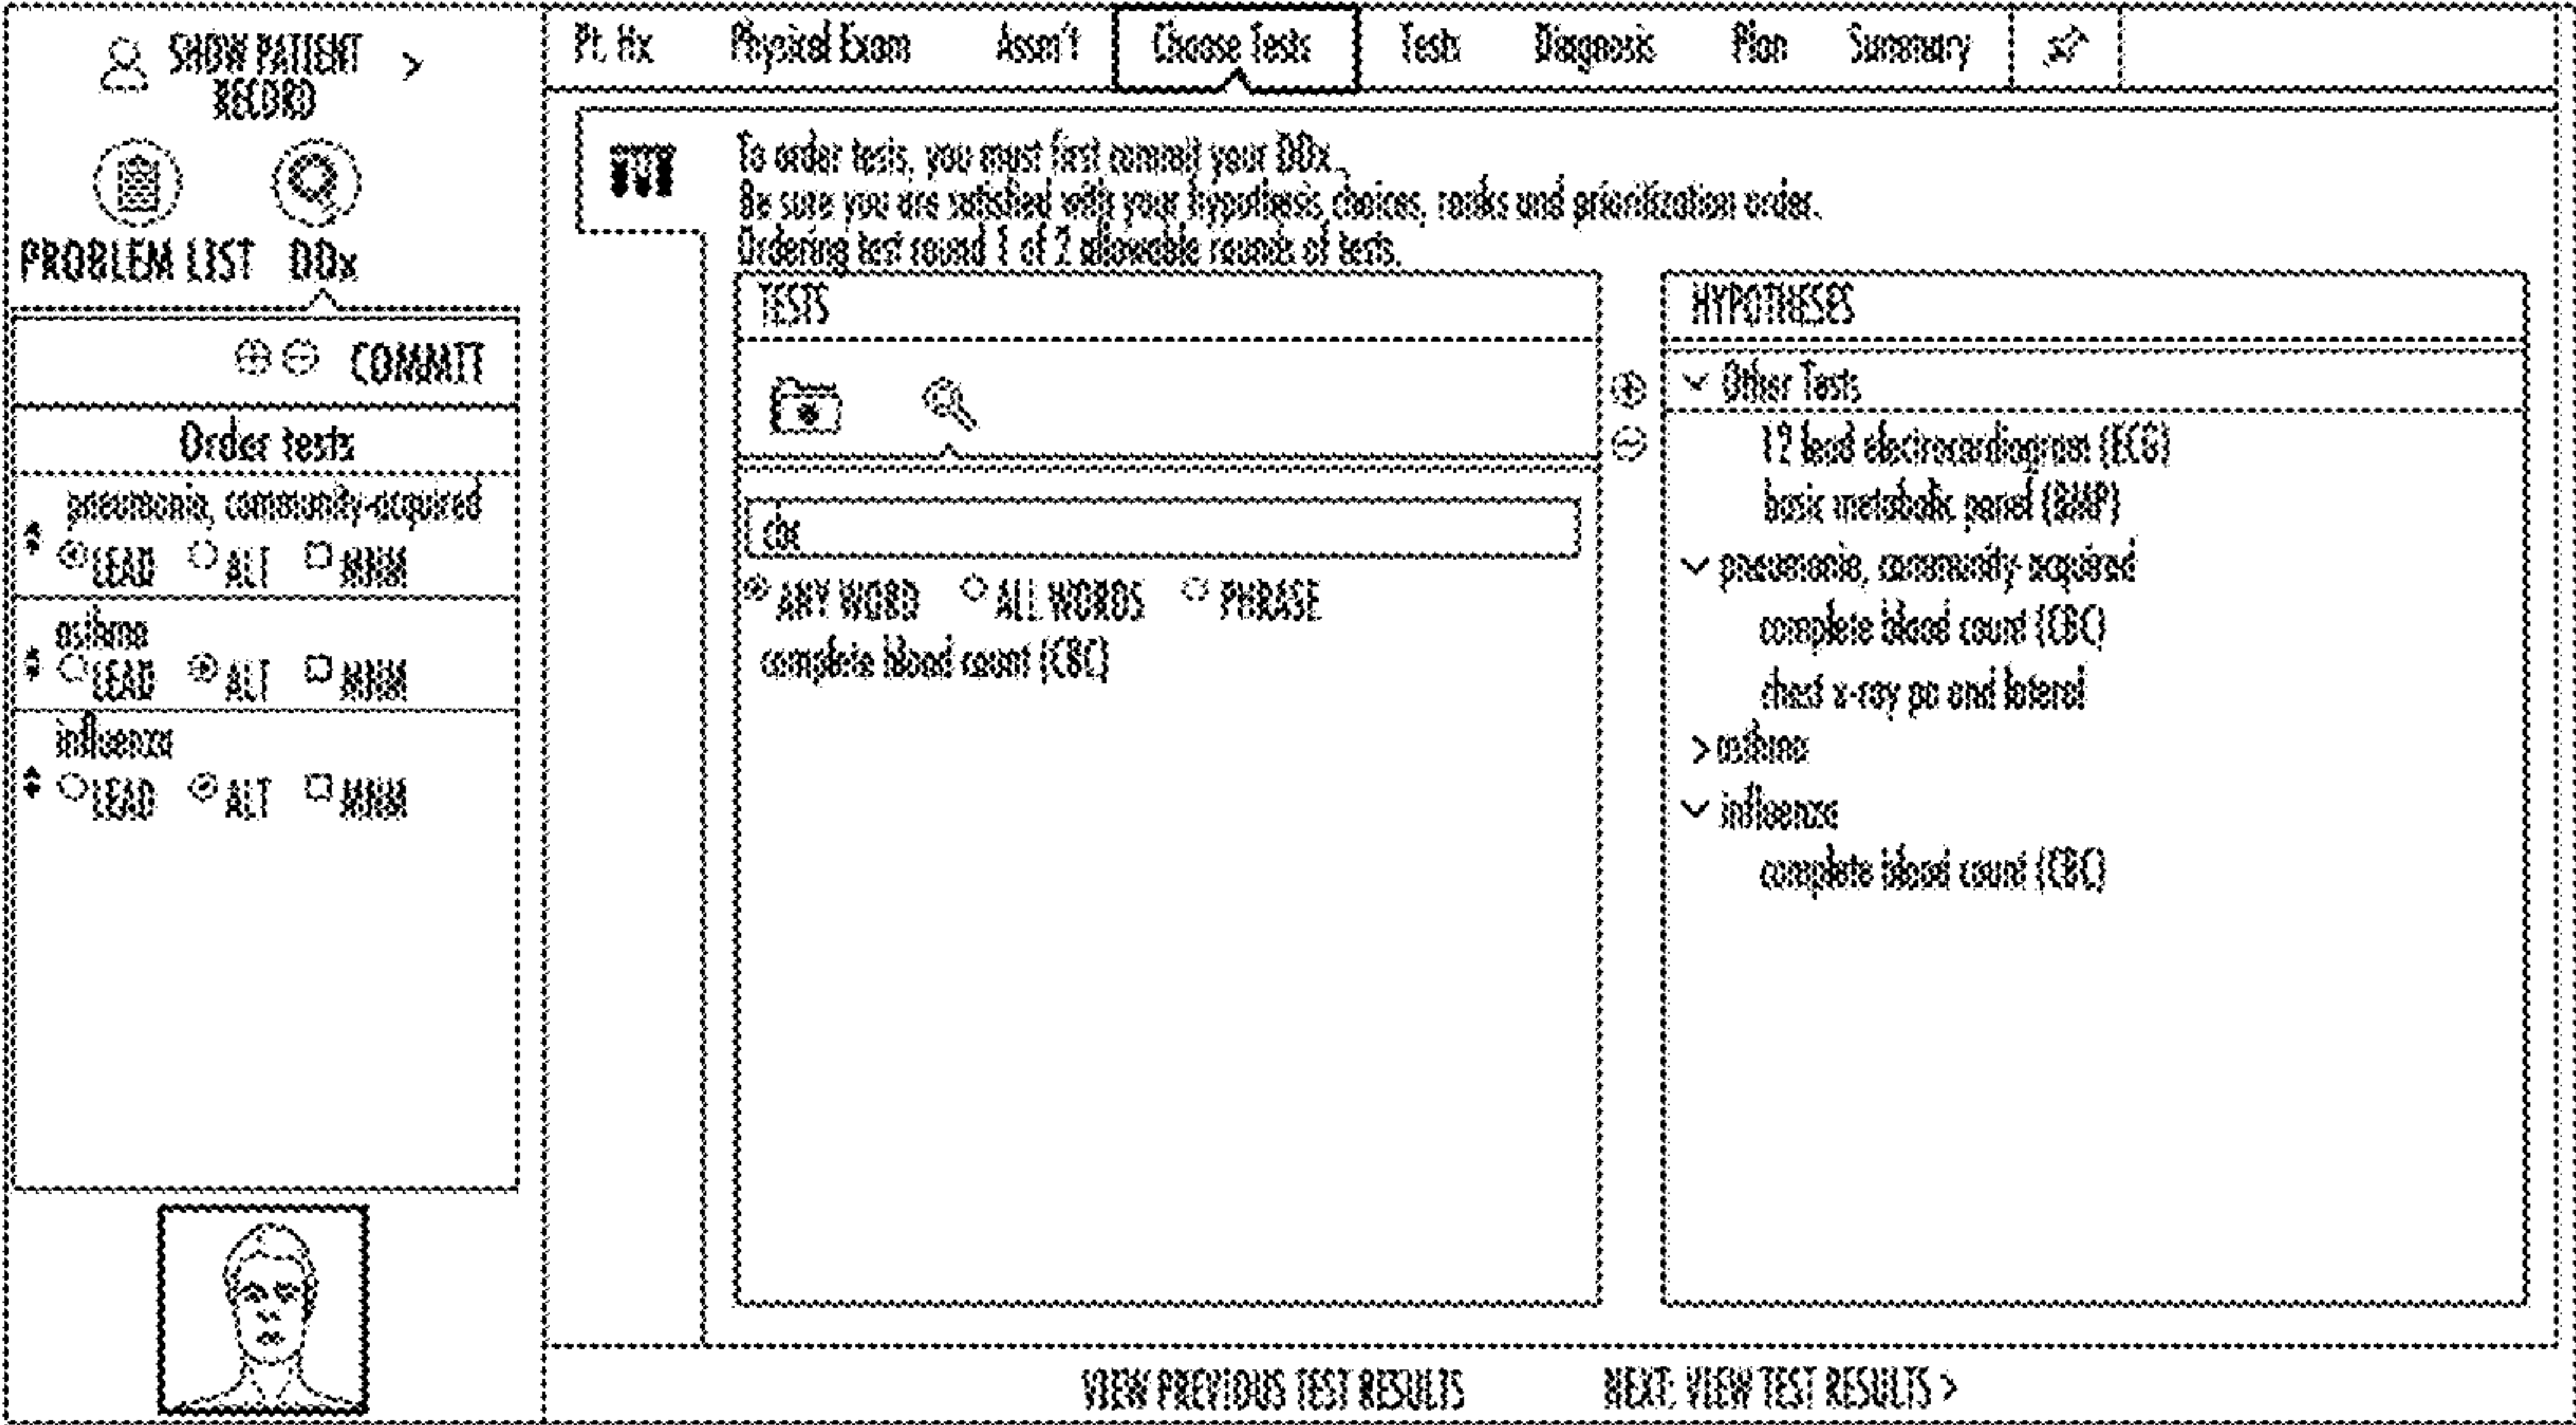 SHOW PATIENT
RECORD
PROBLEM LIST DDx
COMMIT
Order tests
pneumonia, community-acquired
LEAD ALT MNM
asthma
LEAD ALT MNM
influenza
LEAD ALT MNM
Pt. Hx Physical Exam Assm't Choose Tests Tests Diagnosis Plan Summary
To order tests, you must first commit your DDx.
Be sure you are satisfied with your hypothesis choices, ranks and prioritization order.
Ordering test round 1 of 2 allowable rounds of tests.
TESTS
cbc
ANY WORD ALL WORDS PHRASE
complete blood count (CBC)
HYPOTHESES
Other Tests
12 lead electrocardiogram (ECG)
basic metabolic panel (BMP)
pneumonia, community-acquired
complete blood count (CBC)
chest x-ray pa and lateral
asthma
influenza
complete blood count (CBC)
VIEW PREVIOUS TEST RESULTS NEXT: VIEW TEST RESULTS >